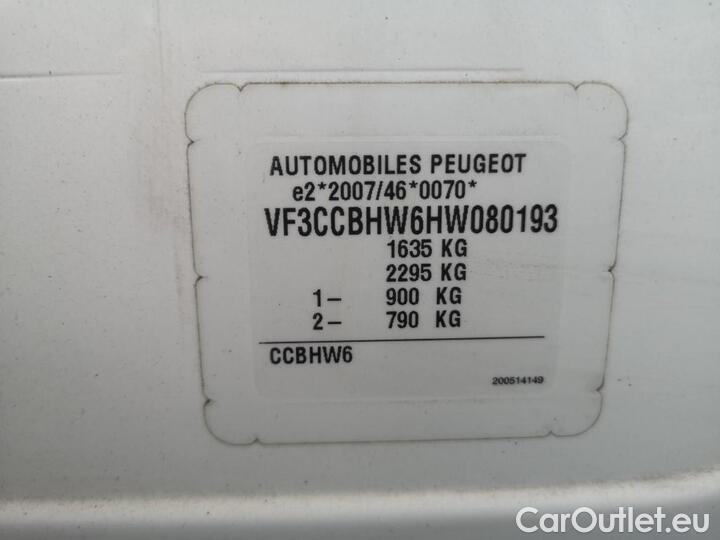 AUTOMOBILES PEUGEOT
e2*2007/46*0070*
VF3CCBHW6HW080193
1635 KG
2295 KG
1- 900 KG
2- 790 KG
CCBHW6
200514149
CarOutlet.eu